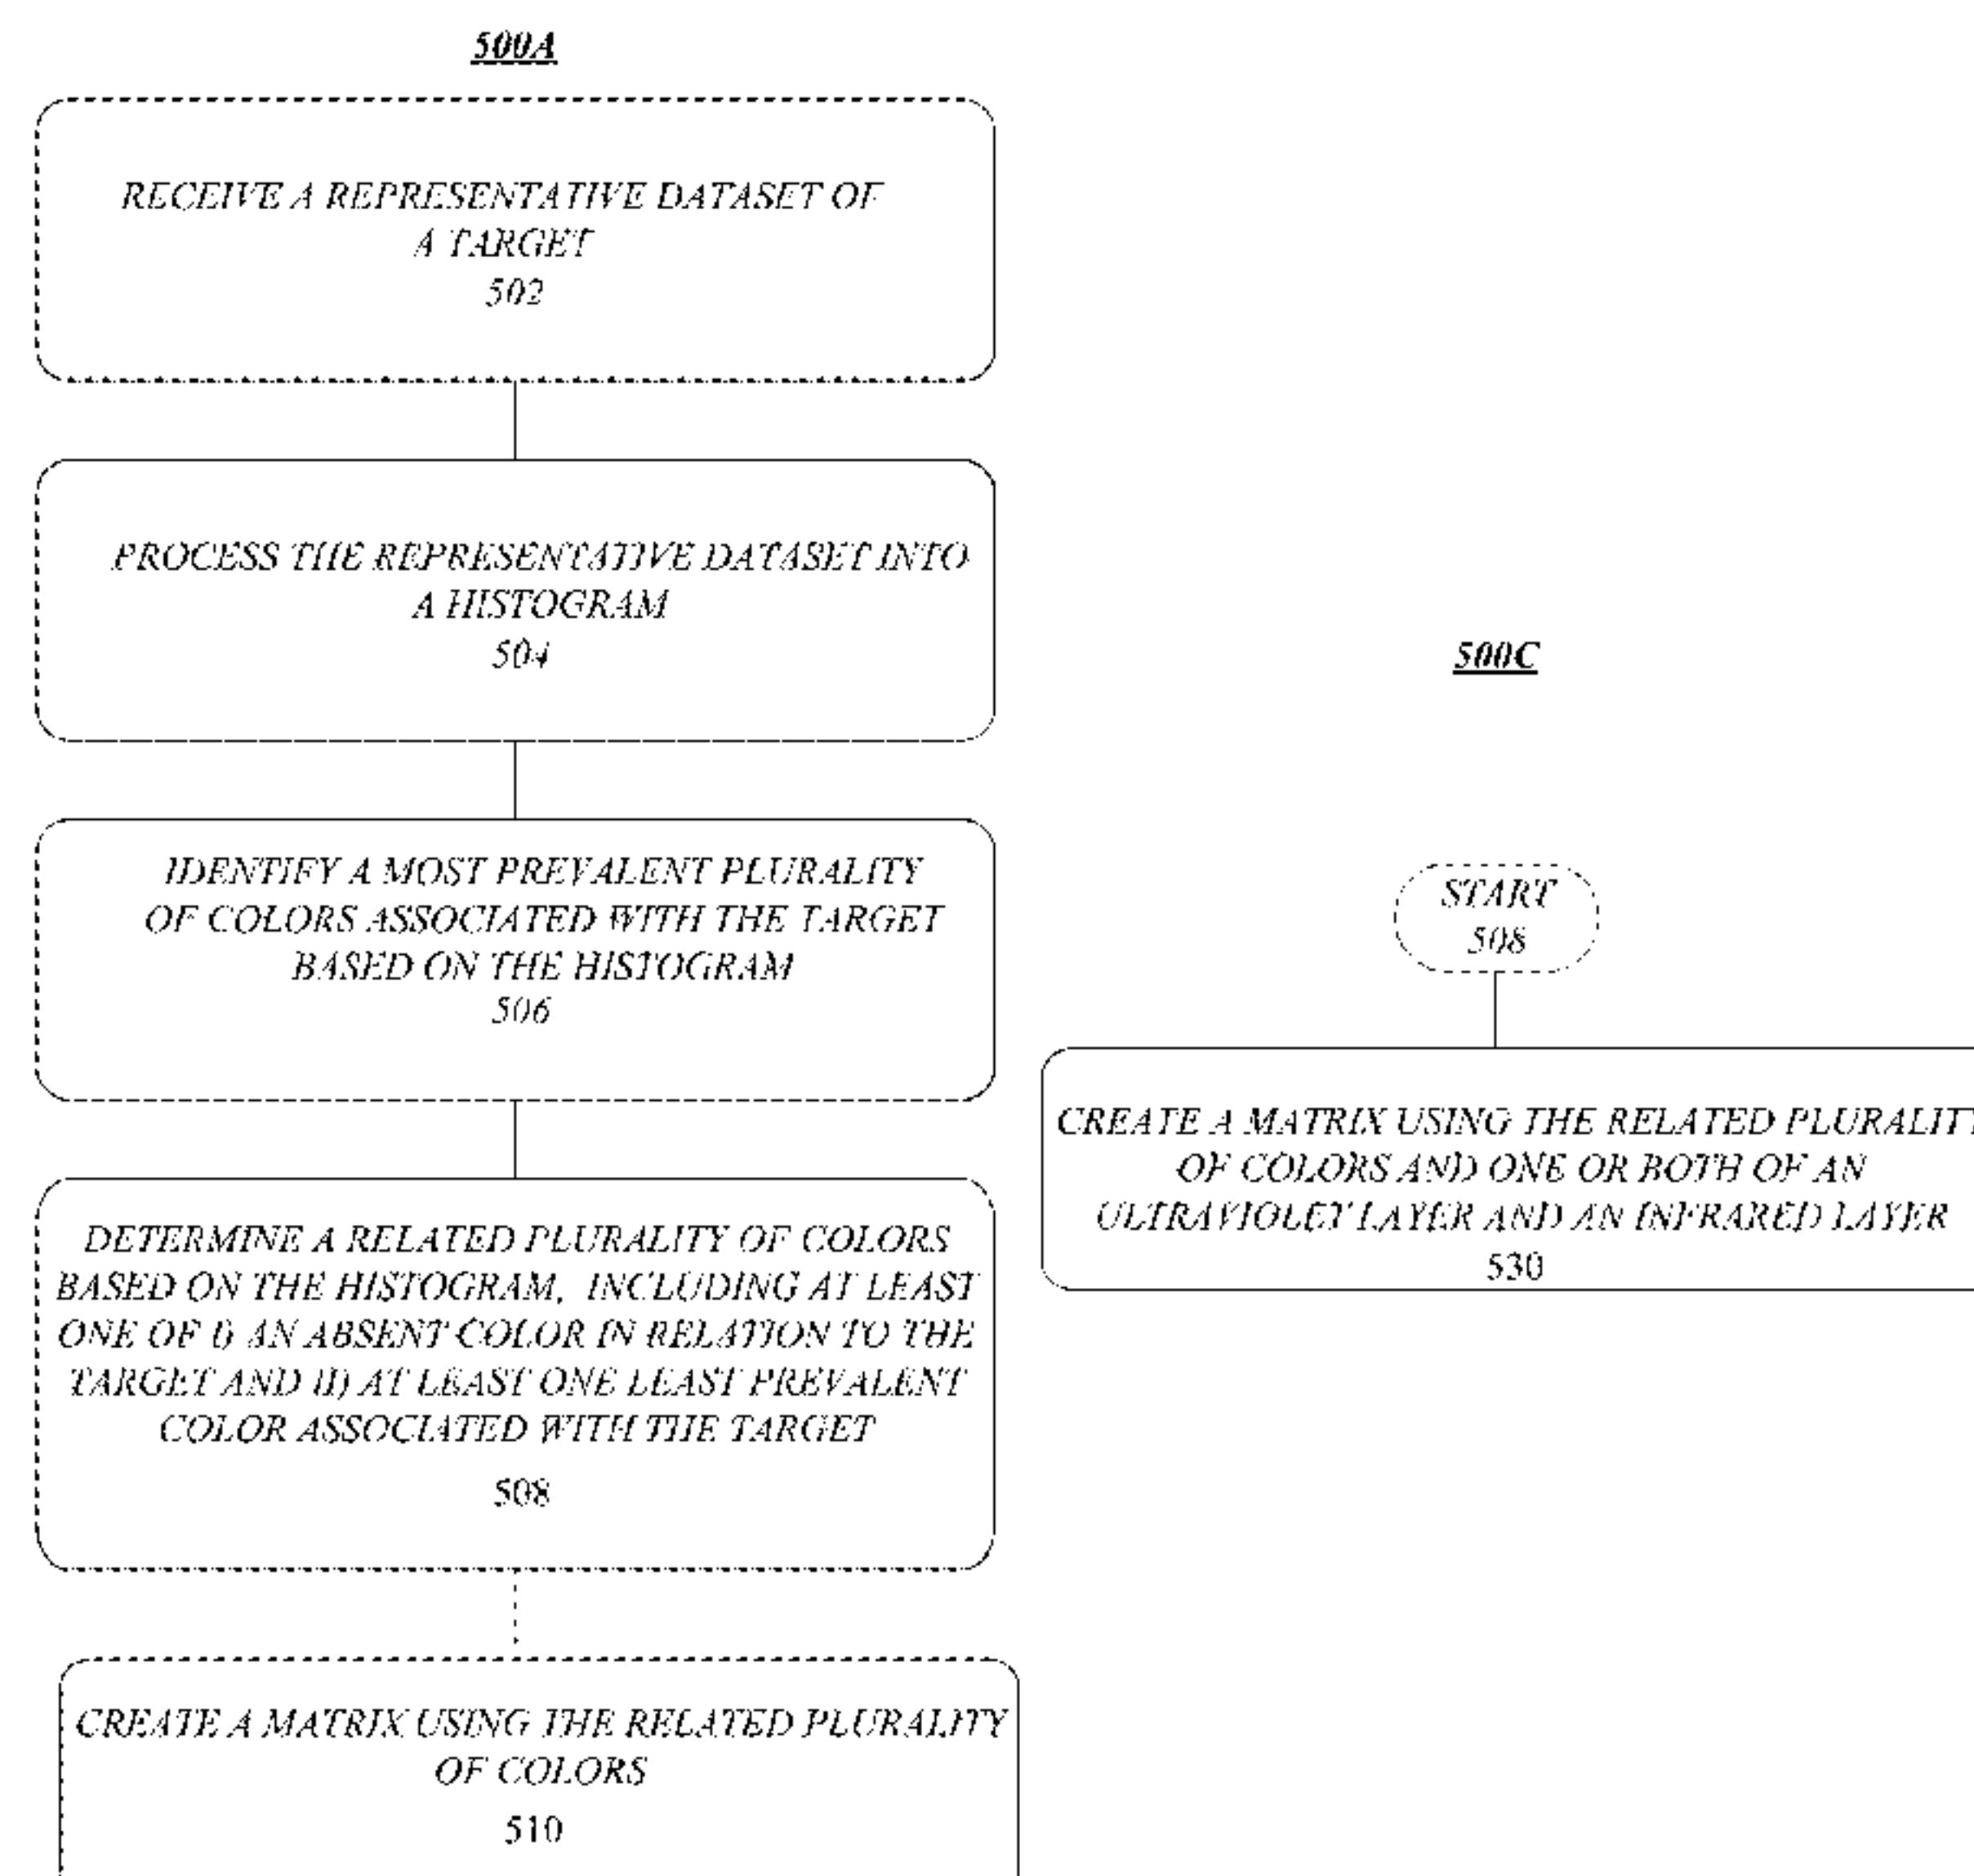 500A
RECEIVE A REPRESENTATIVE DATASET OF
A TARGET
502
PROCESS THE REPRESENTATIVE DATASET INTO
A HISTOGRAM
504
IDENTIFY A MOST PREVALENT PLURALITY
OF COLORS ASSOCIATED WITH THE TARGET
BASED ON THE HISTOGRAM
506
DETERMINE A RELATED PLURALITY OF COLORS
BASED ON THE HISTOGRAM, INCLUDING AT LEAST
ONE OF I) AN ABSENT COLOR IN RELATION TO THE
TARGET AND II) AT LEAST ONE LEAST PREVALENT
COLOR ASSOCIATED WITH THE TARGET
508
CREATE A MATRIX USING THE RELATED PLURALITY
OF COLORS
510
500C
START
508
CREATE A MATRIX USING THE RELATED PLURALITY
OF COLORS AND ONE OR BOTH OF AN
ULTRAVIOLET LAYER AND AN INFRARED LAYER
530